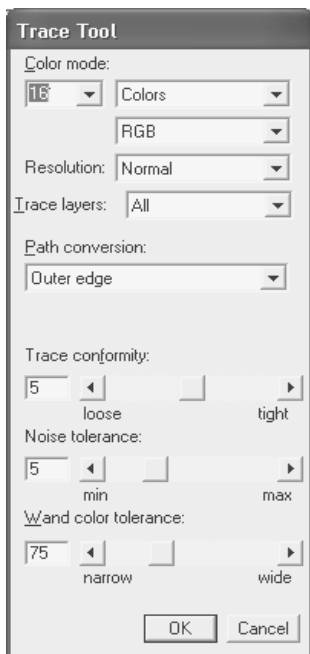 Trace Tool
Color mode:
16 Colors
RGB
Resolution: Normal
Trace layers: All
Path conversion:
Outer edge
Trace conformity:
5
loose tight
Noise tolerance:
5
min max
Wand color tolerance:
75
narrow wide
OK Cancel